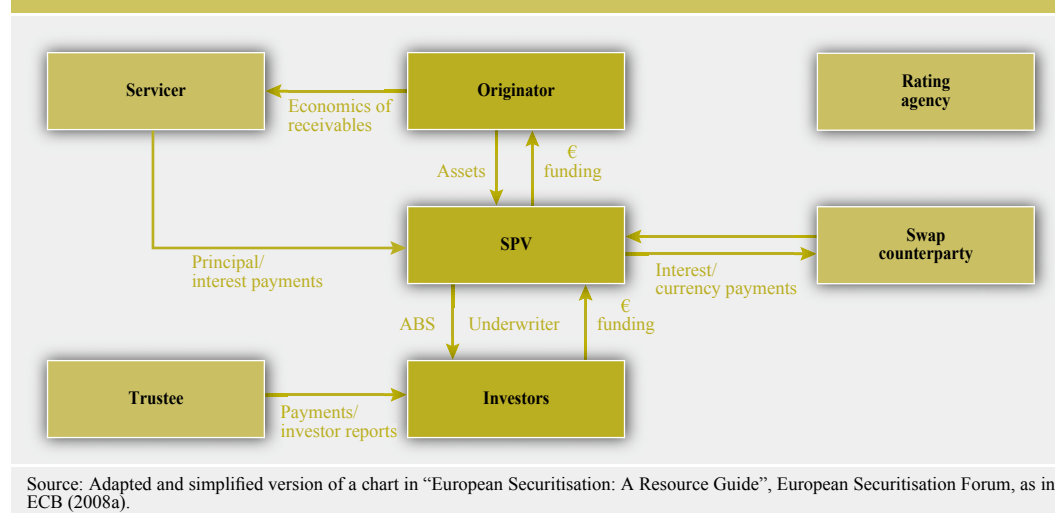 Servicer
Originator
Rating
agency
Economics of
receivables
Assets
€
funding
SPV
Swap
counterparty
Principal/
interest payments
Interest/
currency payments
ABS
Underwriter
€
funding
Trustee
Investors
Payments/
investor reports
Source: Adapted and simplified version of a chart in “European Securitisation: A Resource Guide”, European Securitisation Forum, as in
ECB (2008a).